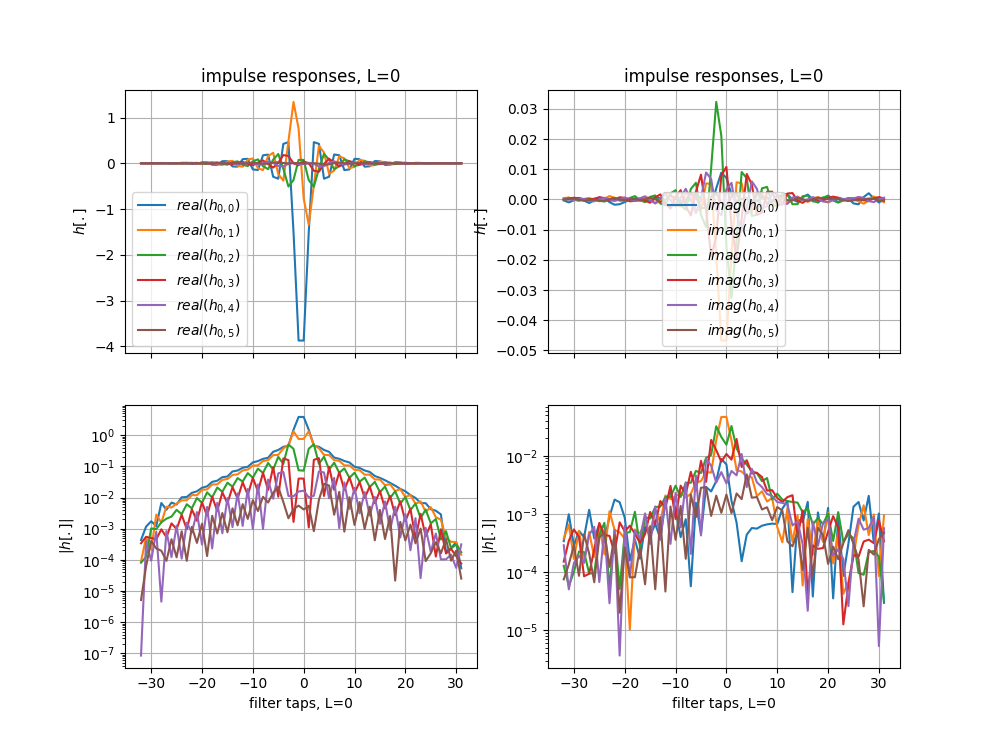 impulse responses, L=0
h[.]
1
0
−1
−2
−3
−4
real(h0,0)
real(h0,1)
real(h0,2)
real(h0,3)
real(h0,4)
real(h0,5)
impulse responses, L=0
h[.]
0.03
0.02
0.01
0.00
−0.01
−0.02
−0.03
−0.04
−0.05
imag(h0,0)
imag(h0,1)
imag(h0,2)
imag(h0,3)
imag(h0,4)
imag(h0,5)
|h[.]|
10^0
10^−1
10^−2
10^−3
10^−4
10^−5
10^−6
10^−7
−30 −20 −10 0 10 20 30
filter taps, L=0
|h[.]|
10^−2
10^−3
10^−4
10^−5
−30 −20 −10 0 10 20 30
filter taps, L=0